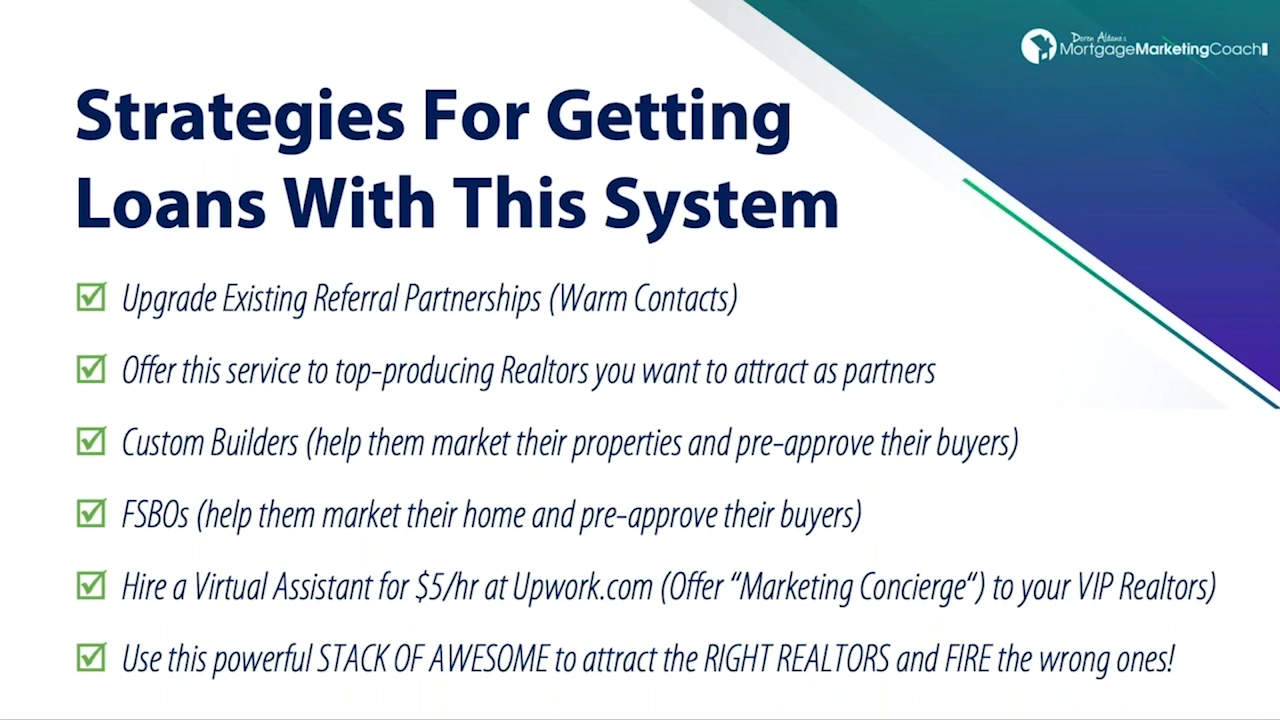 Doren Aldana's
MortgageMarketingCoach
Strategies For Getting
Loans With This System
Upgrade Existing Referral Partnerships (Warm Contacts)
Offer this service to top-producing Realtors you want to attract as partners
Custom Builders (help them market their properties and pre-approve their buyers)
FSBOs (help them market their home and pre-approve their buyers)
Hire a Virtual Assistant for $5/hr at Upwork.com (Offer “Marketing Concierge“) to your VIP Realtors)
Use this powerful STACK OF AWESOME to attract the RIGHT REALTORS and FIRE the wrong ones!